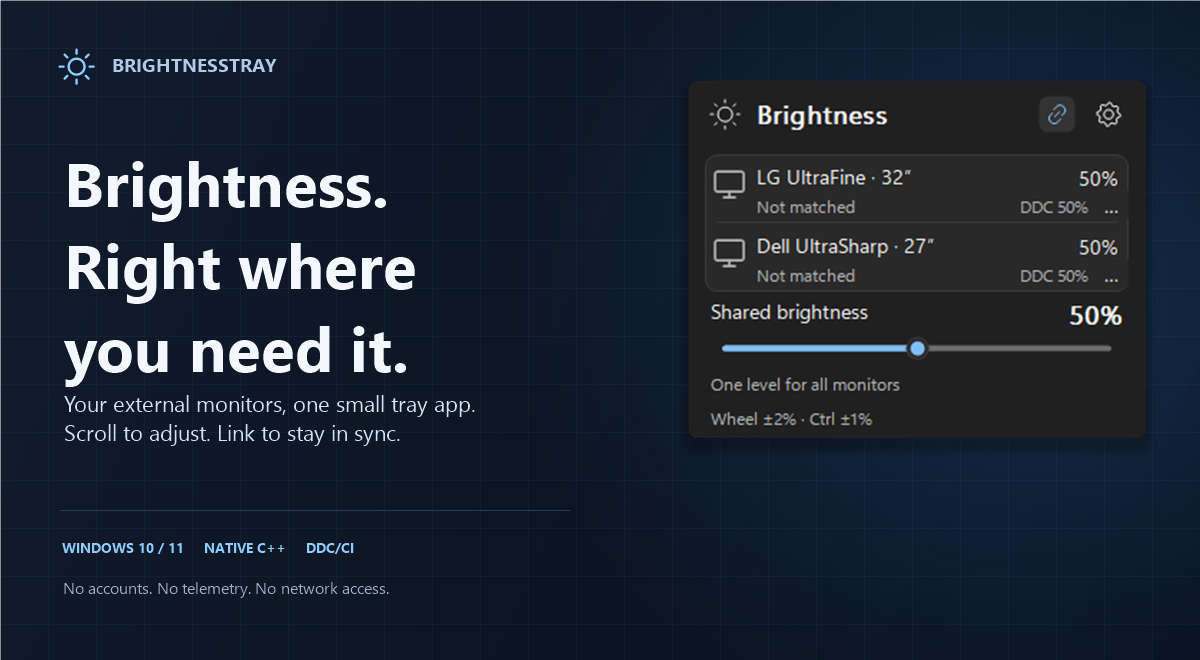 BRIGHTNESSTRAY
Brightness.
Right where
you need it.
Your external monitors, one small tray app.
Scroll to adjust. Link to stay in sync.
WINDOWS 10 / 11 NATIVE C++ DDC/CI
No accounts. No telemetry. No network access.
Brightness
LG UltraFine · 32″ 50%
Not matched DDC 50% ...
Dell UltraSharp · 27″ 50%
Not matched DDC 50% ...
Shared brightness 50%
One level for all monitors
Wheel ±2% · Ctrl ±1%